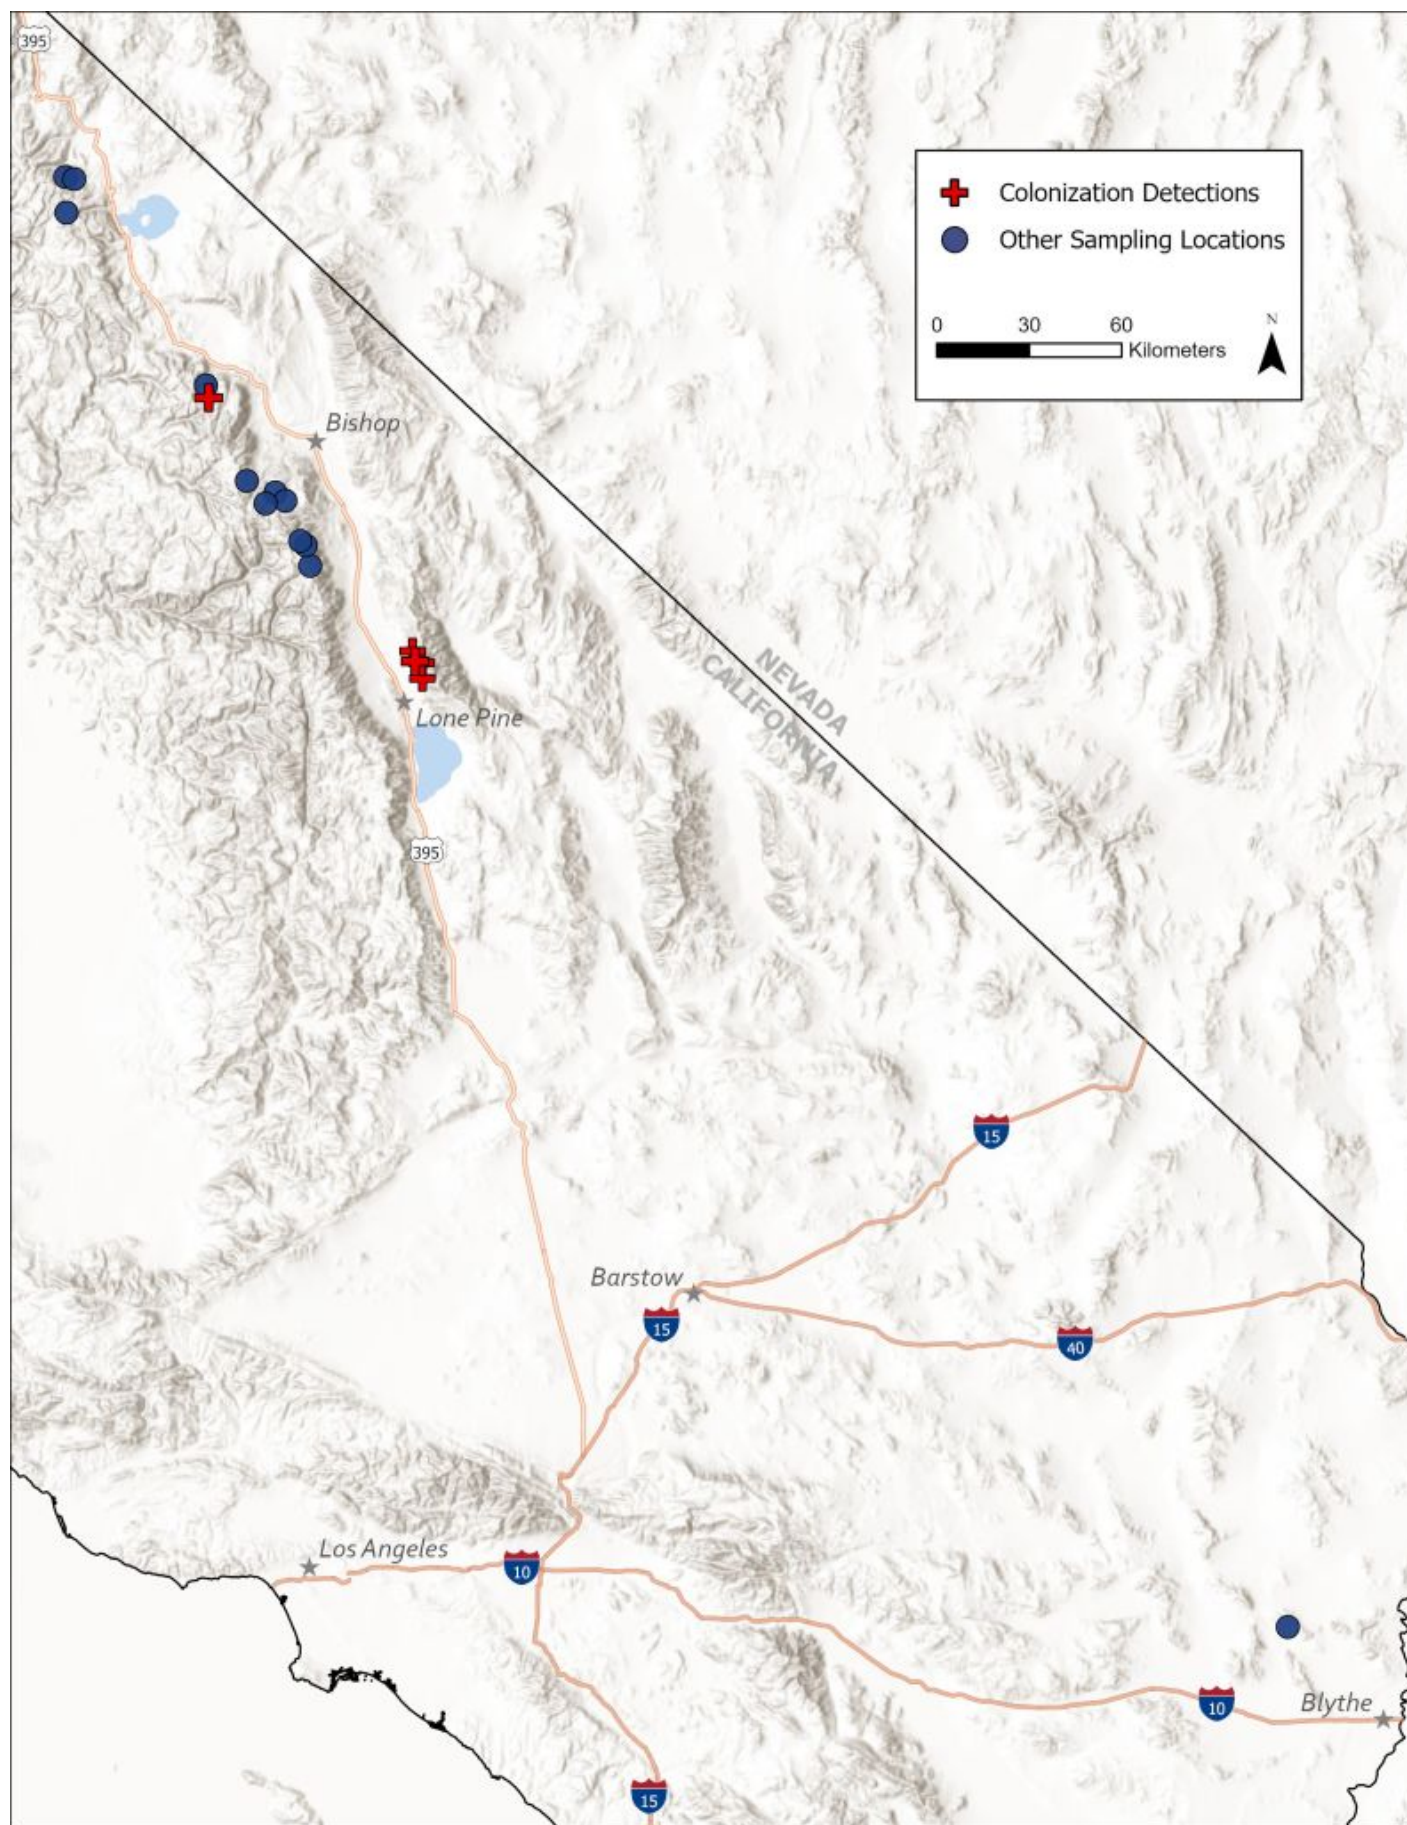 395
Colonization Detections
Other Sampling Locations
0 30 60
Kilometers
N
Bishop
NEVADA
CALIFORNIA
Lone Pine
395
15
Barstow
15
40
Los Angeles
10
10
Blythe
15